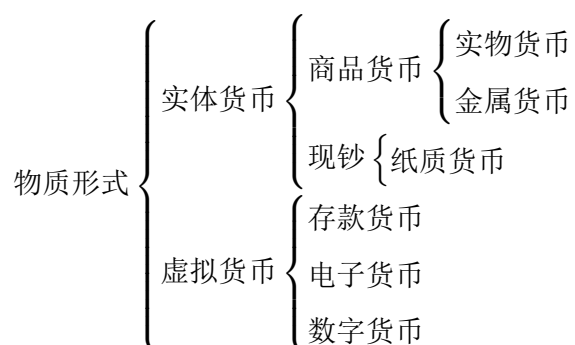 物质形式
实体货币
商品货币
实物货币
金属货币
现钞
纸质货币
虚拟货币
存款货币
电子货币
数字货币